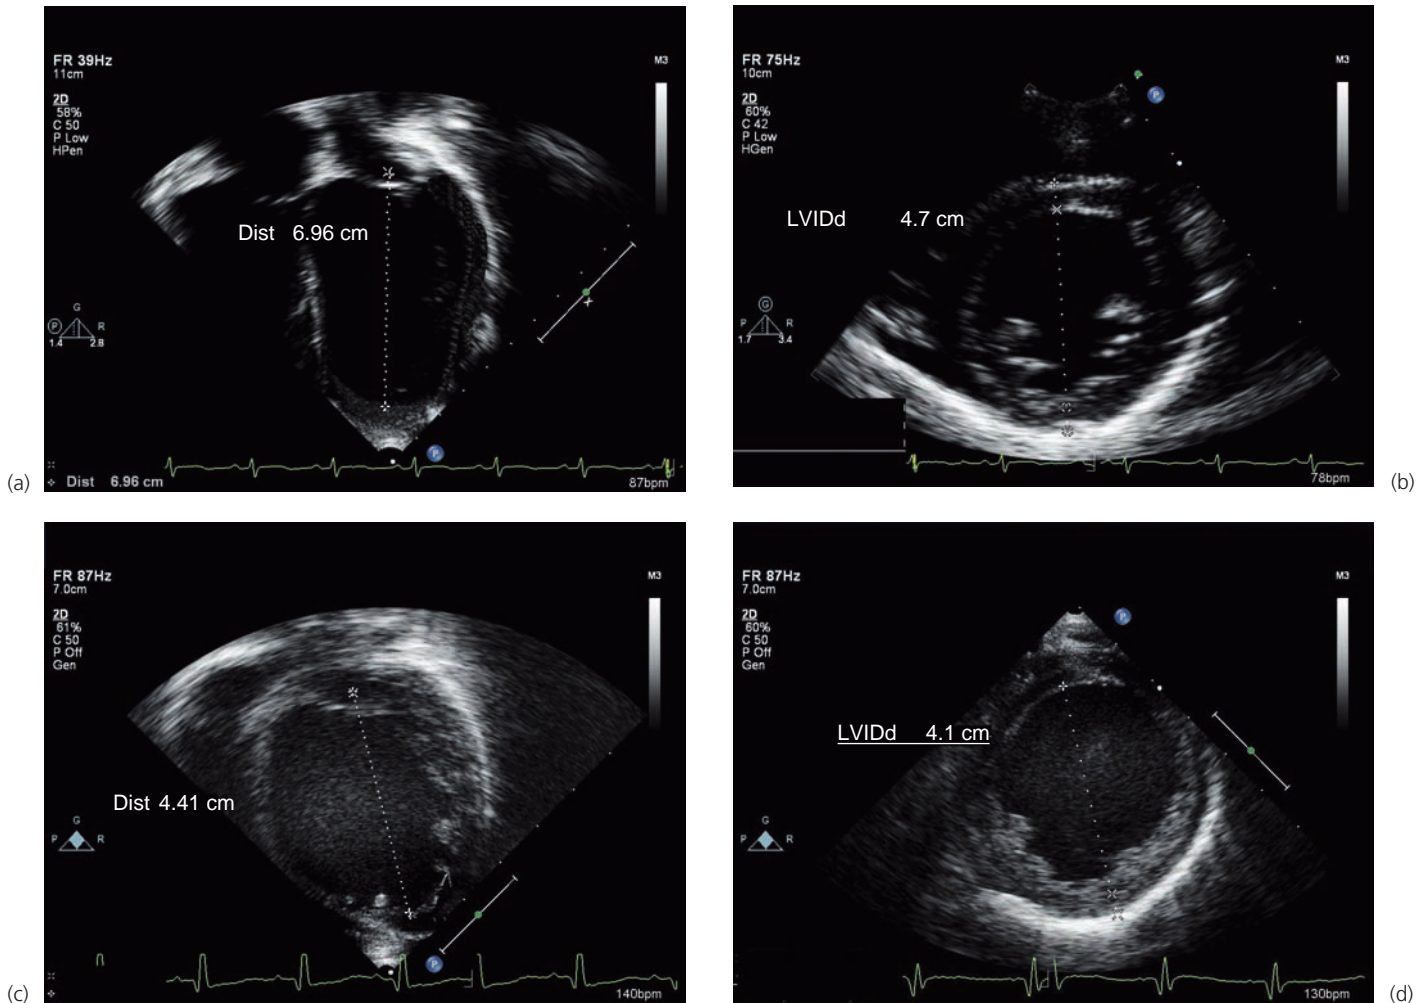 FR 39Hz
11cm
M3
2D
58%
C 50
P Low
HPen
Dist 6.96 cm
G
P R
1.4 2.8
P
Dist 6.96 cm
87bpm
(a)
FR 75Hz
10cm
M3
2D
60%
C 42
P Low
HGen
P
LVIDd 4.7 cm
G
P R
1.7 3.4
78bpm
(b)
FR 87Hz
7.0cm
M3
2D
61%
C 50
P Off
Gen
Dist 4.41 cm
G
P R
P
140bpm
(c)
FR 87Hz
7.0cm
M3
2D
60%
C 50
P Off
Gen
P
LVIDd 4.1 cm
G
P R
130bpm
(d)